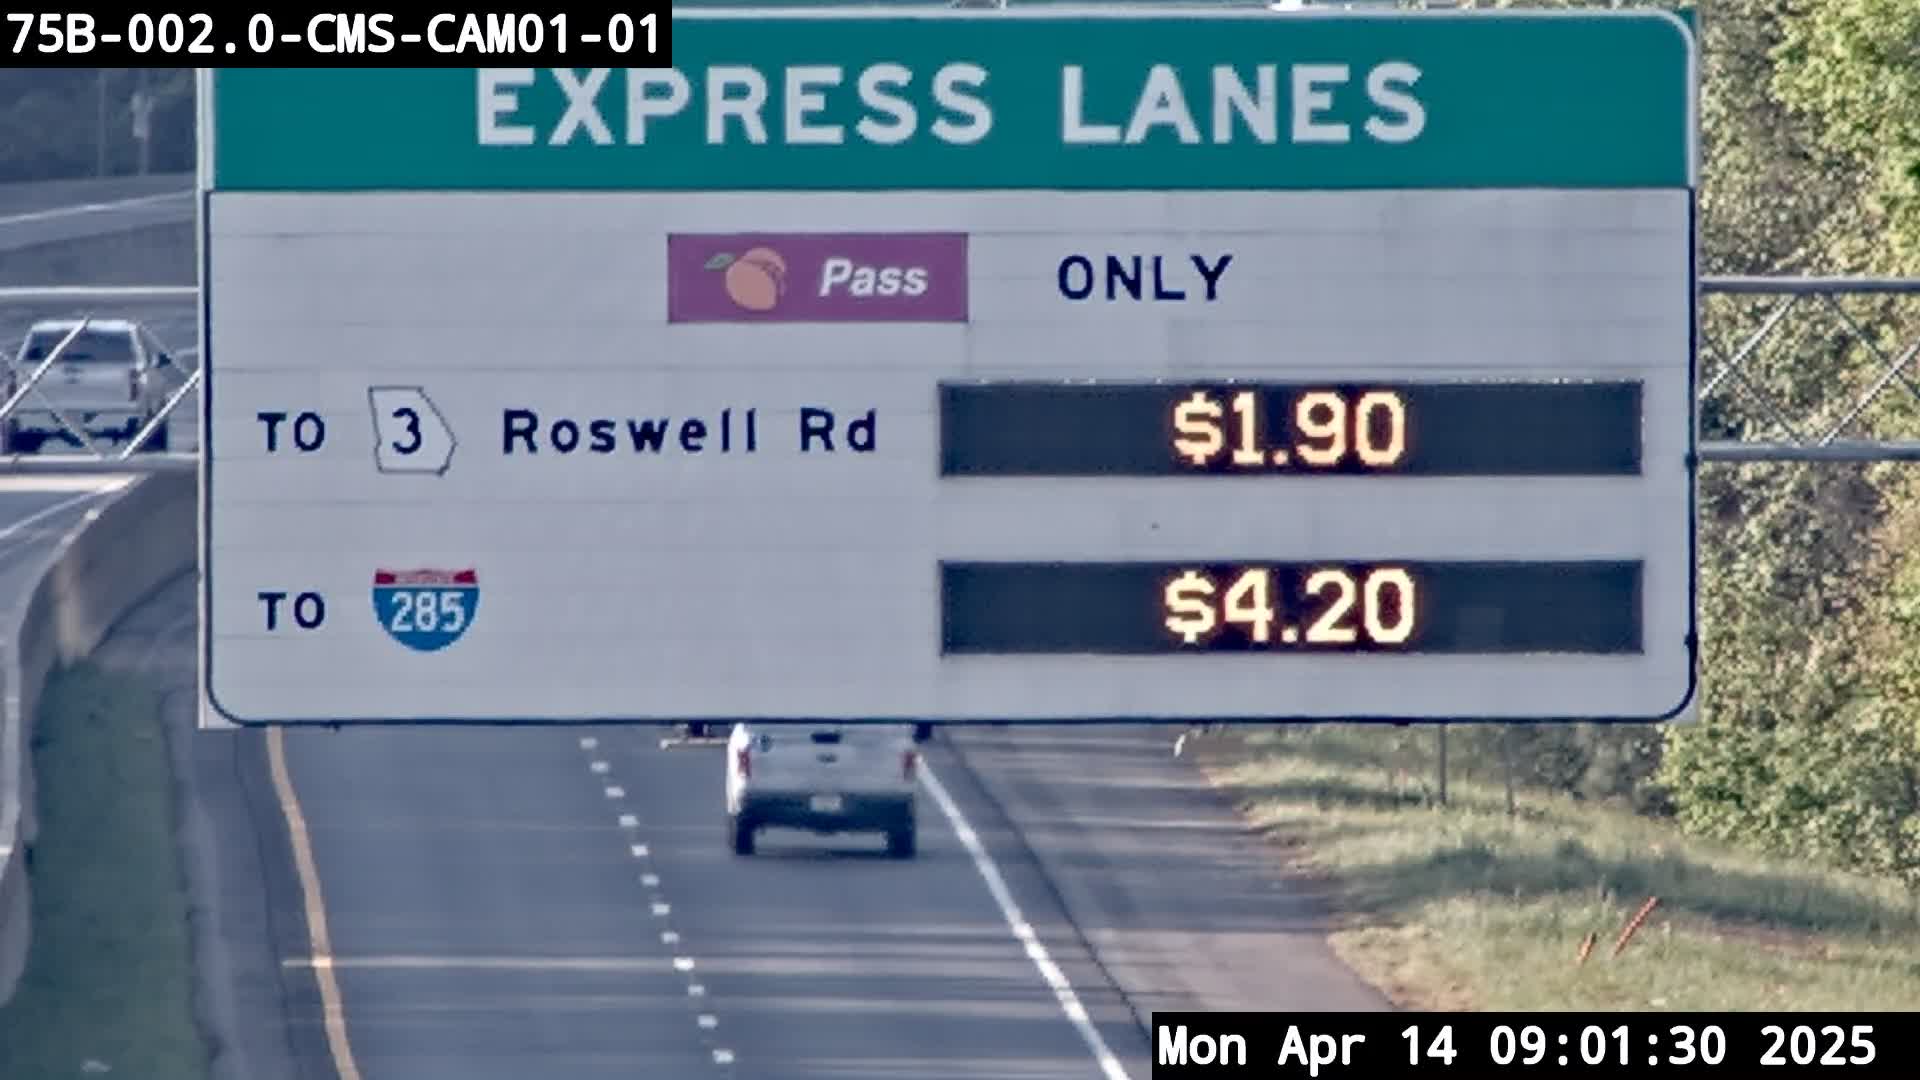 75B-002.0-CMS-CAM01-01
EXPRESS LANES
Pass ONLY
TO 3 Roswell Rd $1.90
TO 285 $4.20
Mon Apr 14 09:01:30 2025